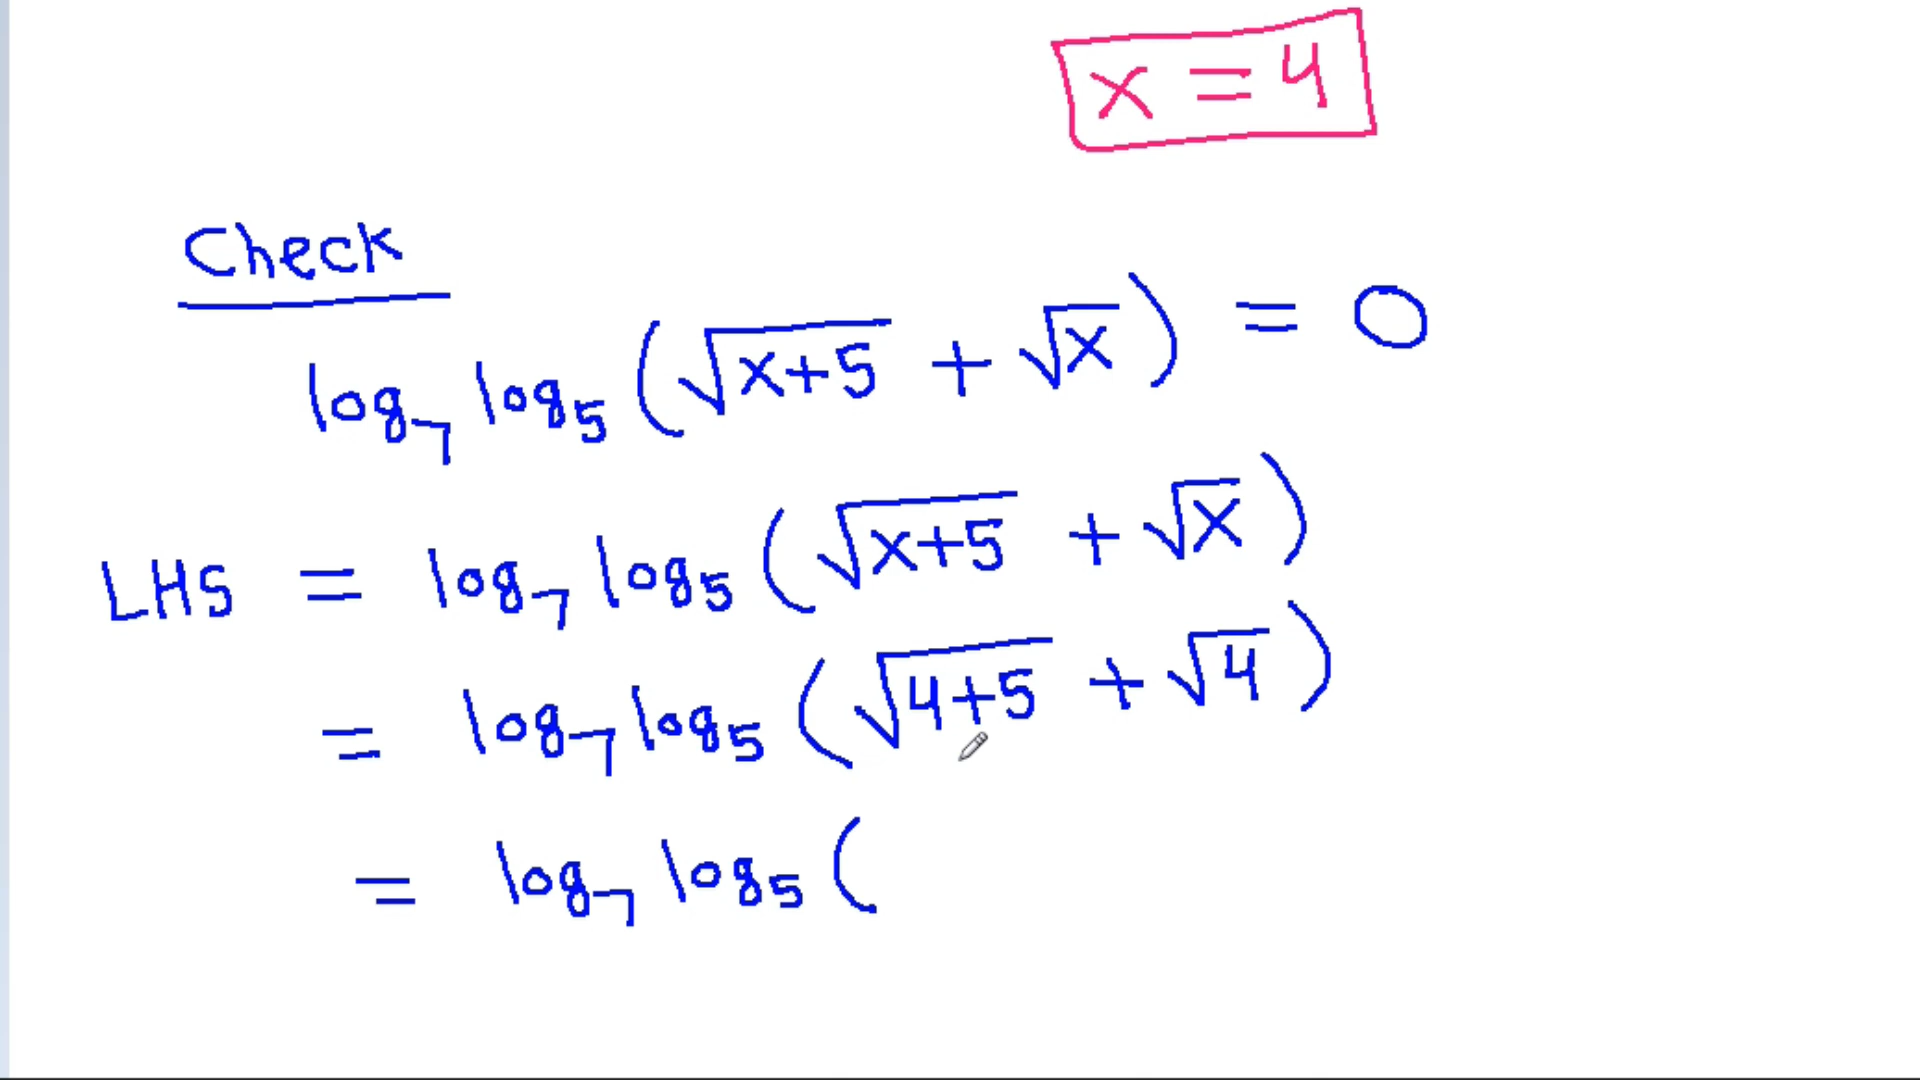 x = 4
Check
log₇ log₅ (√(x+5) + √x) = 0
LHS = log₇ log₅ (√(x+5) + √x)
= log₇ log₅ (√(4+5) + √4)
= log₇ log₅ (